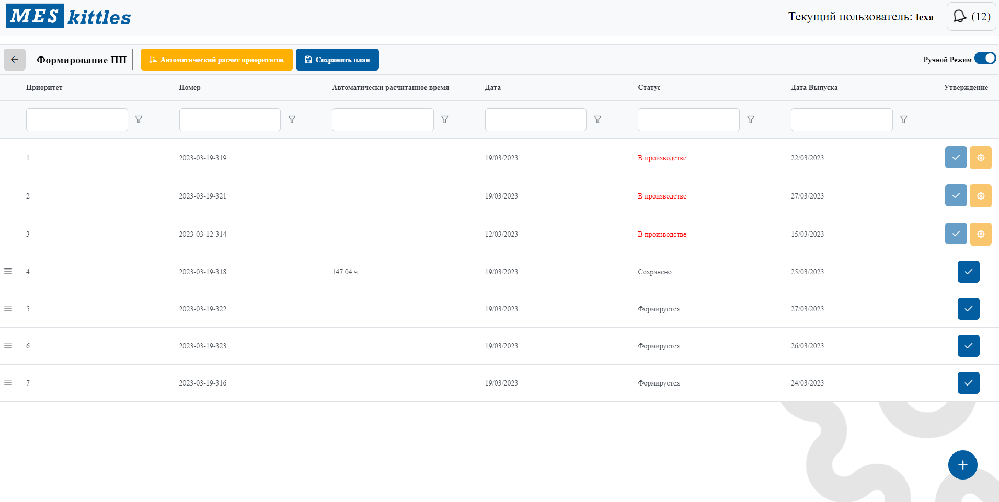 MES kittles
Текущий пользователь: lexa
(12)
Формирование ПП
Автоматический расчет приоритетов
Сохранить план
Ручной Режим
Приоритет Номер Автоматически расчитанное время Дата Статус Дата Выпуска Утверждение
1 2023-03-19-319 19/03/2023 В производстве 22/03/2023
2 2023-03-19-321 19/03/2023 В производстве 27/03/2023
3 2023-03-12-314 12/03/2023 В производстве 15/03/2023
4 2023-03-19-318 147.04 ч. 19/03/2023 Сохранено 25/03/2023
5 2023-03-19-322 19/03/2023 Формируется 27/03/2023
6 2023-03-19-323 19/03/2023 Формируется 26/03/2023
7 2023-03-19-316 19/03/2023 Формируется 24/03/2023